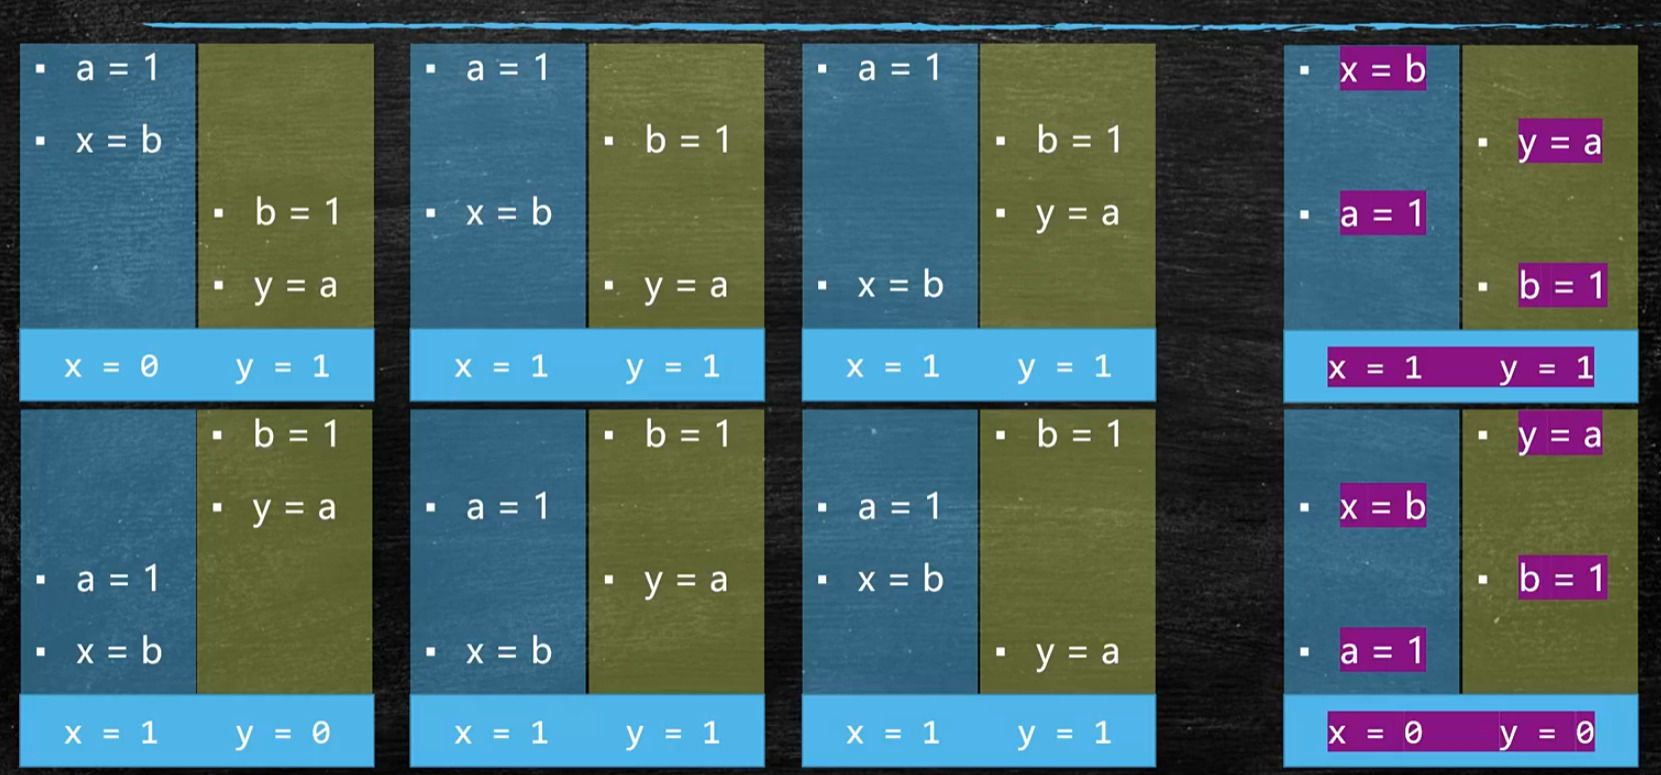 ▪ a = 1
▪ x = b
▪ b = 1
▪ y = a
x = 0 y = 1
▪ a = 1
▪ b = 1
▪ x = b
▪ y = a
x = 1 y = 1
▪ a = 1
▪ b = 1
▪ y = a
▪ x = b
x = 1 y = 1
▪ x = b
▪ y = a
▪ a = 1
▪ b = 1
x = 1 y = 1
▪ b = 1
▪ y = a
▪ a = 1
▪ x = b
x = 1 y = 0
▪ b = 1
▪ a = 1
▪ y = a
▪ x = b
x = 1 y = 1
▪ b = 1
▪ a = 1
▪ x = b
▪ y = a
x = 1 y = 1
▪ y = a
▪ x = b
▪ b = 1
▪ a = 1
x = 0 y = 0